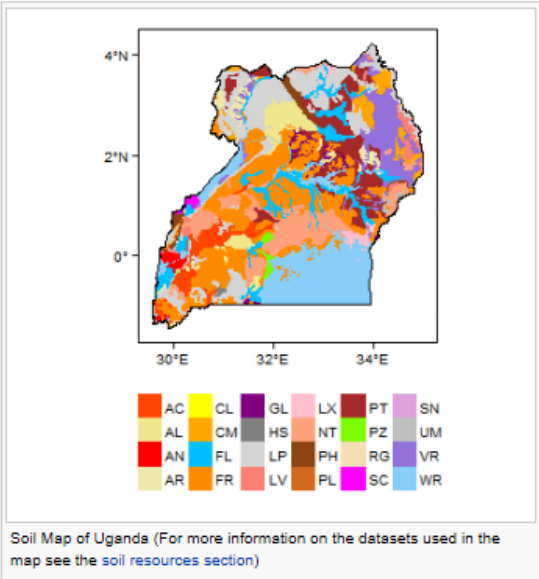 4°N
2°N
0°
30°E 32°E 34°E
AC CL GL LX PT SN
AL CM HS NT PZ UM
AN FL LP PH RG VR
AR FR LV PL SC WR
Soil Map of Uganda (For more information on the datasets used in the
map see the soil resources section)